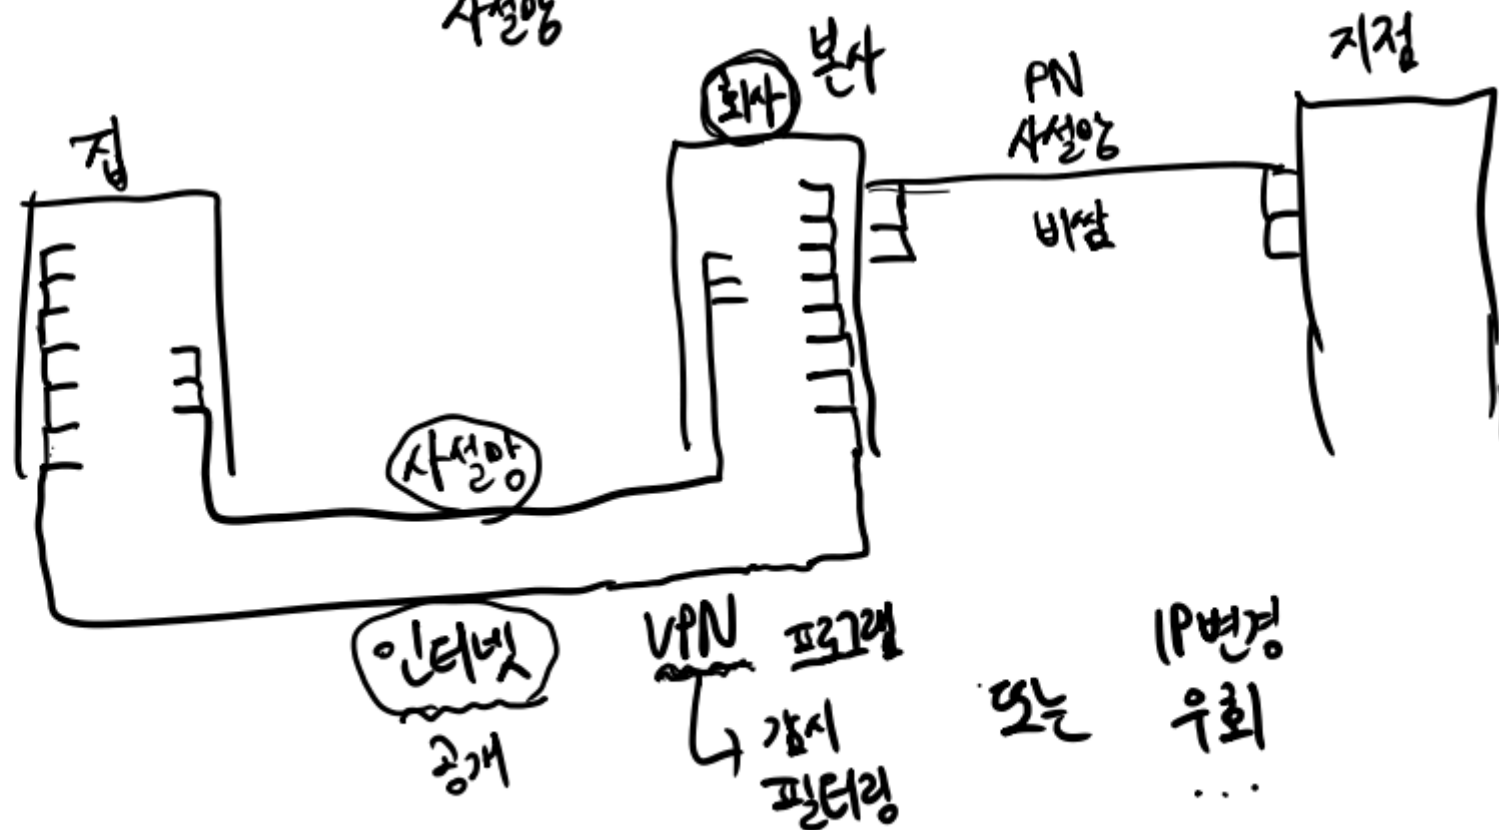 사설망
집
회사
본사
PN
사설망
비쌈
지점
사설망
인터넷
공개
VPN 프로그램
감시
필터링
또는
IP변경
우회
...